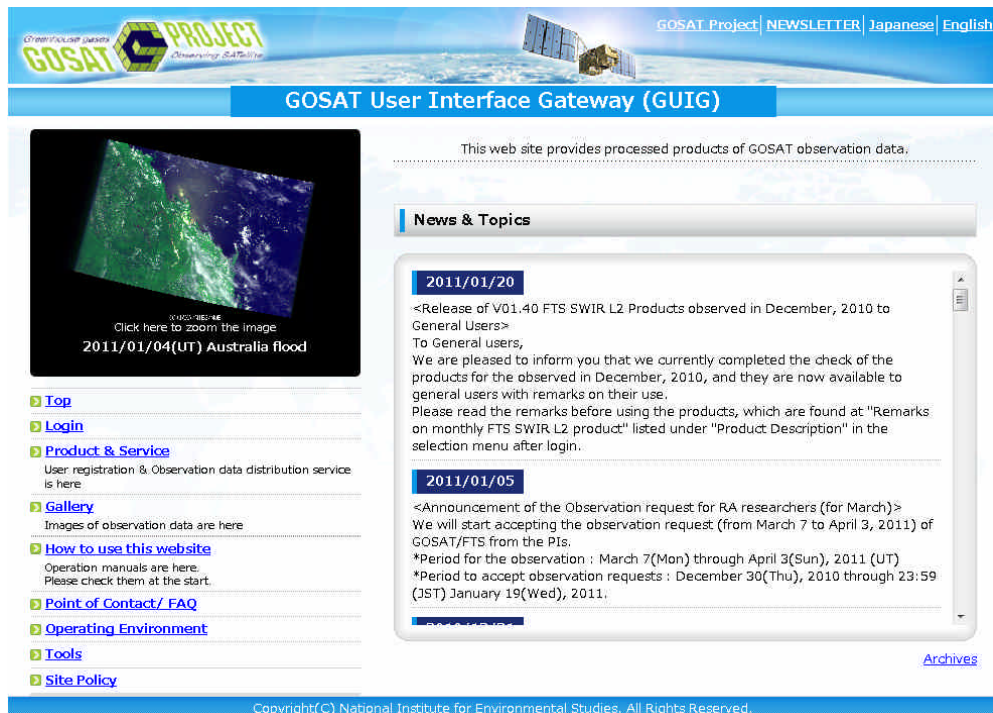 GOSAT Project| NEWSLETTER| Japanese| English
Greenhouse gases
GOSAT
PROJECT
Observing SATellite
GOSAT User Interface Gateway (GUIG)
This web site provides processed products of GOSAT observation data.
Click here to zoom the image
2011/01/04(UT) Australia flood
Top
Login
Product & Service
User registration & Observation data distribution service
is here
Gallery
Images of observation data are here
How to use this website
Operation manuals are here.
Please check them at the start.
Point of Contact/ FAQ
Operating Environment
Tools
Site Policy
News & Topics
2011/01/20
<Release of V01.40 FTS SWIR L2 Products observed in December, 2010 to
General Users>
To General users,
We are pleased to inform you that we currently completed the check of the
products for the observed in December, 2010, and they are now available to
general users with remarks on their use.
Please read the remarks before using the products, which are found at "Remarks
on monthly FTS SWIR L2 product" listed under "Product Description" in the
selection menu after login.
2011/01/05
<Announcement of the Observation request for RA researchers (for March)>
We will start accepting the observation request (from March 7 to April 3, 2011) of
GOSAT/FTS from the PIs.
*Period for the observation : March 7(Mon) through April 3(Sun), 2011 (UT)
*Period to accept observation requests : December 30(Thu), 2010 through 23:59
(JST) January 19(Wed), 2011.
Archives
Copyright(C) National Institute for Environmental Studies. All Rights Reserved.